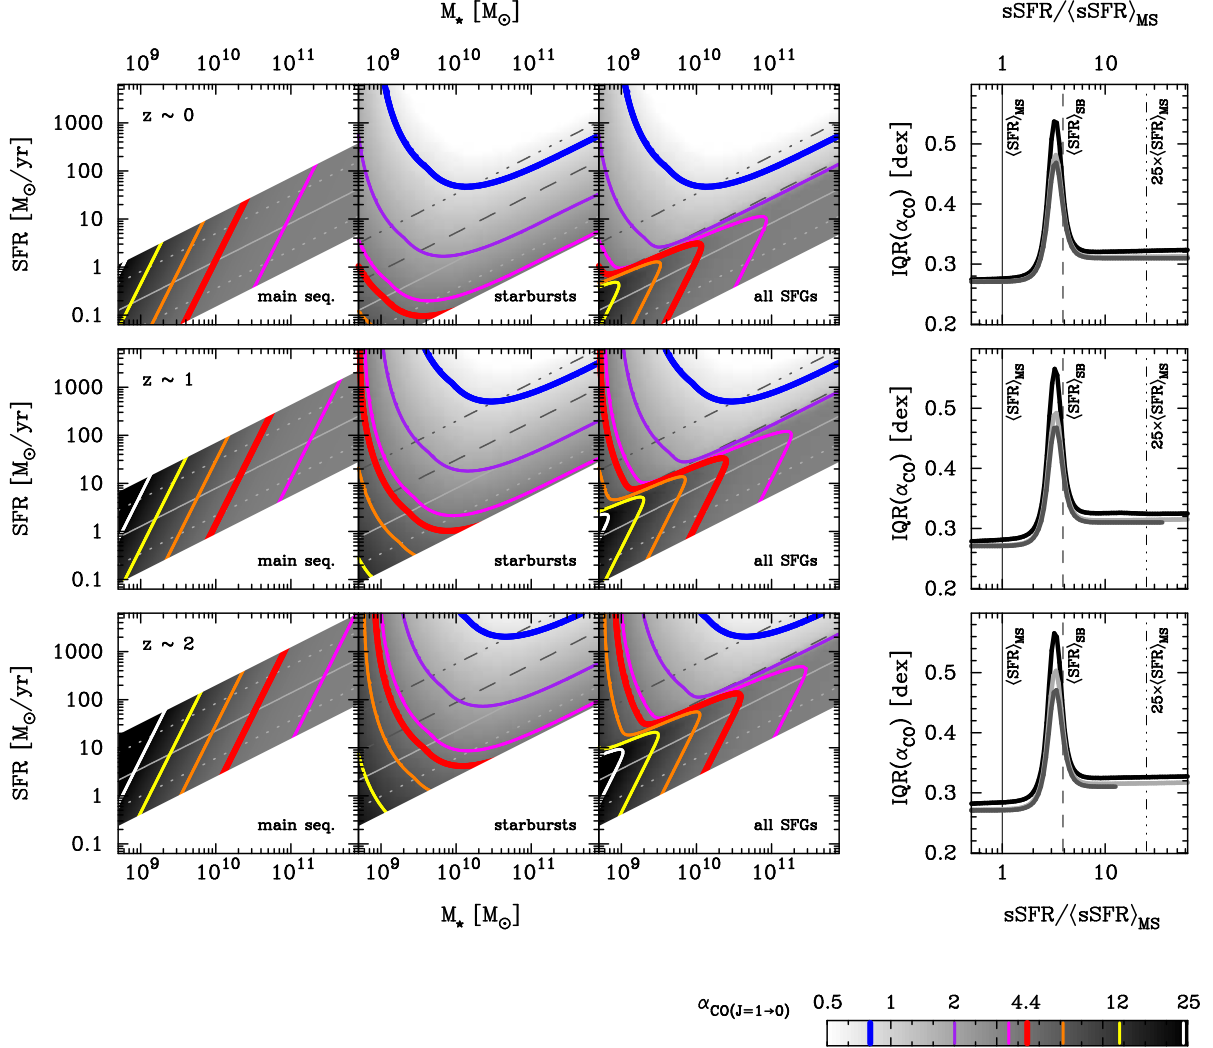 M⋆ [M⊙] sSFR/⟨sSFR⟩MS
10^9 10^10 10^11 10^9 10^10 10^11 10^9 10^10 10^11 1 10
SFR [M⊙/yr] 1000 100 10 1 0.1
z ~ 0
main seq. starbursts all SFGs
IQR(αCO) [dex] 0.5 0.4 0.3 0.2
⟨SFR⟩MS ⟨SFR⟩SB 25×⟨SFR⟩MS
SFR [M⊙/yr] 1000 100 10 1 0.1
z ~ 1
main seq. starbursts all SFGs
IQR(αCO) [dex] 0.5 0.4 0.3 0.2
⟨SFR⟩MS ⟨SFR⟩SB 25×⟨SFR⟩MS
SFR [M⊙/yr] 1000 100 10 1 0.1
z ~ 2
main seq. starbursts all SFGs
IQR(αCO) [dex] 0.5 0.4 0.3 0.2
⟨SFR⟩MS ⟨SFR⟩SB 25×⟨SFR⟩MS
10^9 10^10 10^11 10^9 10^10 10^11 10^9 10^10 10^11 1 10
M⋆ [M⊙] sSFR/⟨sSFR⟩MS
αCO(J=1→0) 0.5 1 2 4.4 12 25